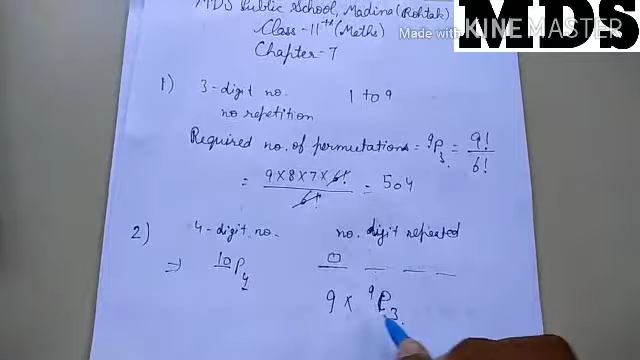 MDS Public School, Madina (Rohtak)
Class - 11th (Maths)
Chapter - 7
Made with KINEMASTER
MDS
1) 3-digit no. 1 to 9
no repetition
Required no. of permutations = ⁹P₃ = 9!/6!
= 9×8×7×6!/6! = 504
2) 4-digit no. no. digit repeated
⇒ ¹⁰P₄ 0 _ _ _
9 × ⁹P₃.